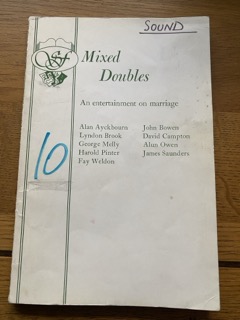 SOUND
Sf
Mixed
Doubles
An entertainment on marriage
Alan Ayckbourn
Lyndon Brook
George Melly
Harold Pinter
Fay Weldon
John Bowen
David Campton
Alun Owen
James Saunders
10